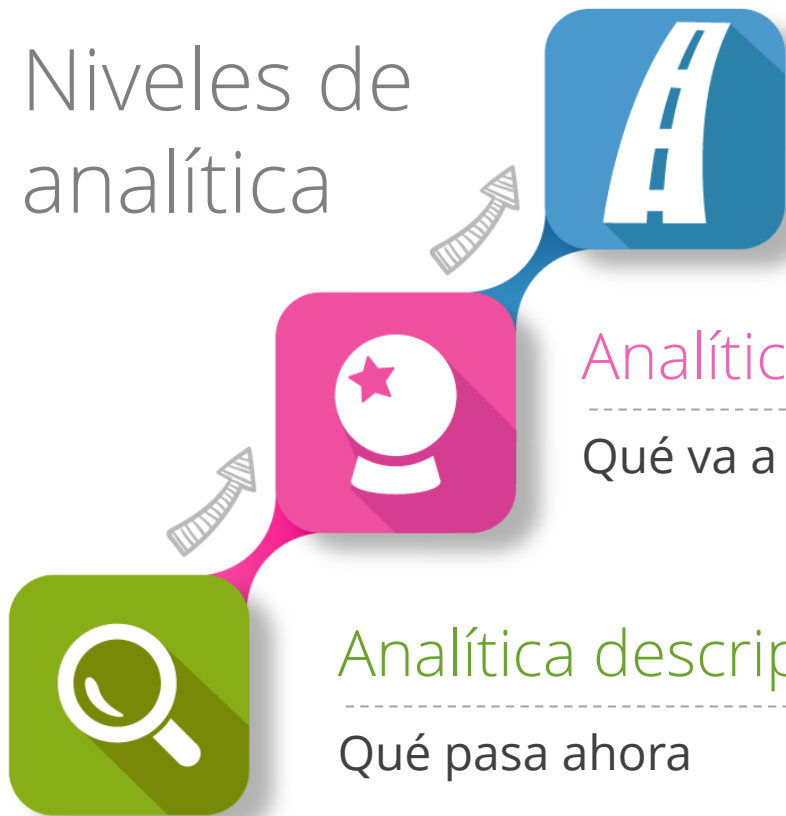 Niveles de
analítica
Analític
Qué va a
Analítica descrip
Qué pasa ahora